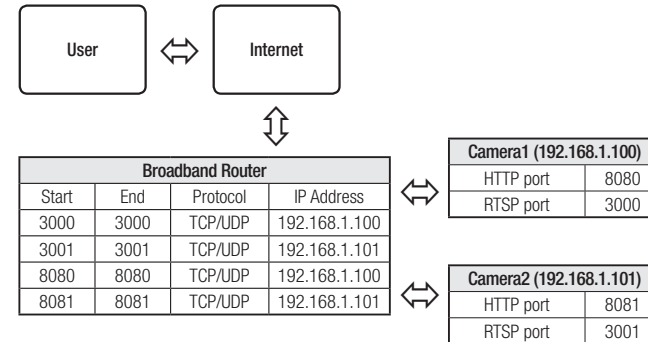 User
Internet
Broadband Router
Start End Protocol IP Address
3000 3000 TCP/UDP 192.168.1.100
3001 3001 TCP/UDP 192.168.1.101
8080 8080 TCP/UDP 192.168.1.100
8081 8081 TCP/UDP 192.168.1.101
Camera1 (192.168.1.100)
HTTP port 8080
RTSP port 3000
Camera2 (192.168.1.101)
HTTP port 8081
RTSP port 3001